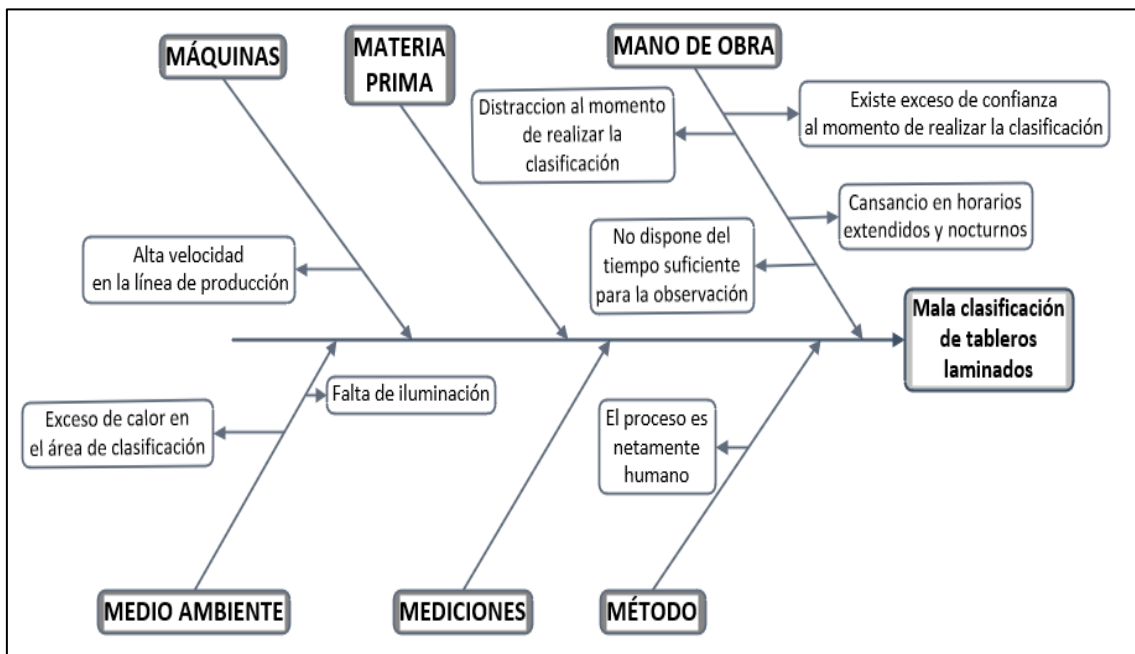 MÁQUINAS
MATERIA
PRIMA
MANO DE OBRA
Distraccion al momento
de realizar la
clasificación
Existe exceso de confianza
al momento de realizar la clasificación
Alta velocidad
en la línea de producción
No dispone del
tiempo suficiente
para la observación
Cansancio en horarios
extendidos y nocturnos
Mala clasificación
de tableros
laminados
Exceso de calor en
el área de clasificación
Falta de iluminación
El proceso es
netamente
humano
MEDIO AMBIENTE
MEDICIONES
MÉTODO